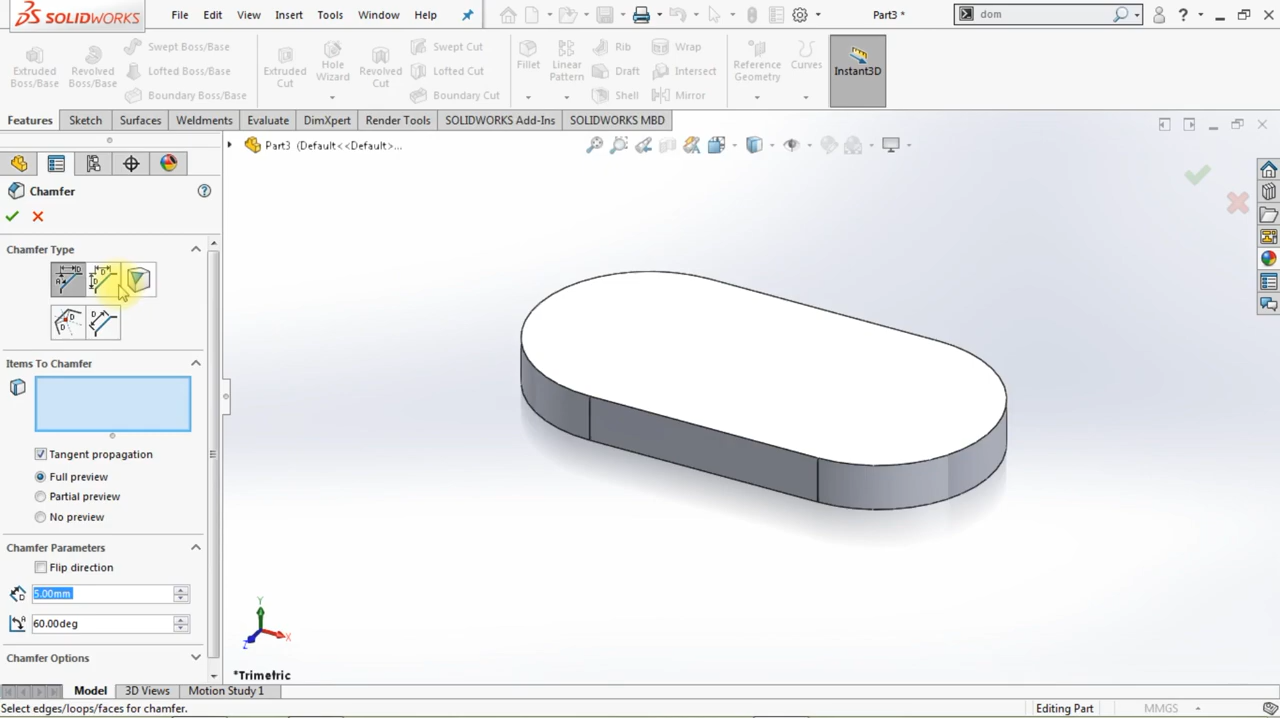 SOLIDWORKS
File Edit View Insert Tools Window Help
Part3 *
dom
Extruded Boss/Base
Revolved Boss/Base
Swept Boss/Base
Lofted Boss/Base
Boundary Boss/Base
Extruded Cut
Hole Wizard
Revolved Cut
Swept Cut
Lofted Cut
Boundary Cut
Fillet
Linear Pattern
Rib
Draft
Shell
Wrap
Intersect
Mirror
Reference Geometry
Curves
Instant3D
Features Sketch Surfaces Weldments Evaluate DimXpert Render Tools SOLIDWORKS Add-Ins SOLIDWORKS MBD
Part3 (Default<<Default>...
Chamfer
Chamfer Type
Items To Chamfer
Tangent propagation
Full preview
Partial preview
No preview
Chamfer Parameters
Flip direction
5.00mm
60.00deg
Chamfer Options
Y
X
Z
*Trimetric
Model 3D Views Motion Study 1
Select edges/loops/faces for chamfer.
Editing Part
MMGS